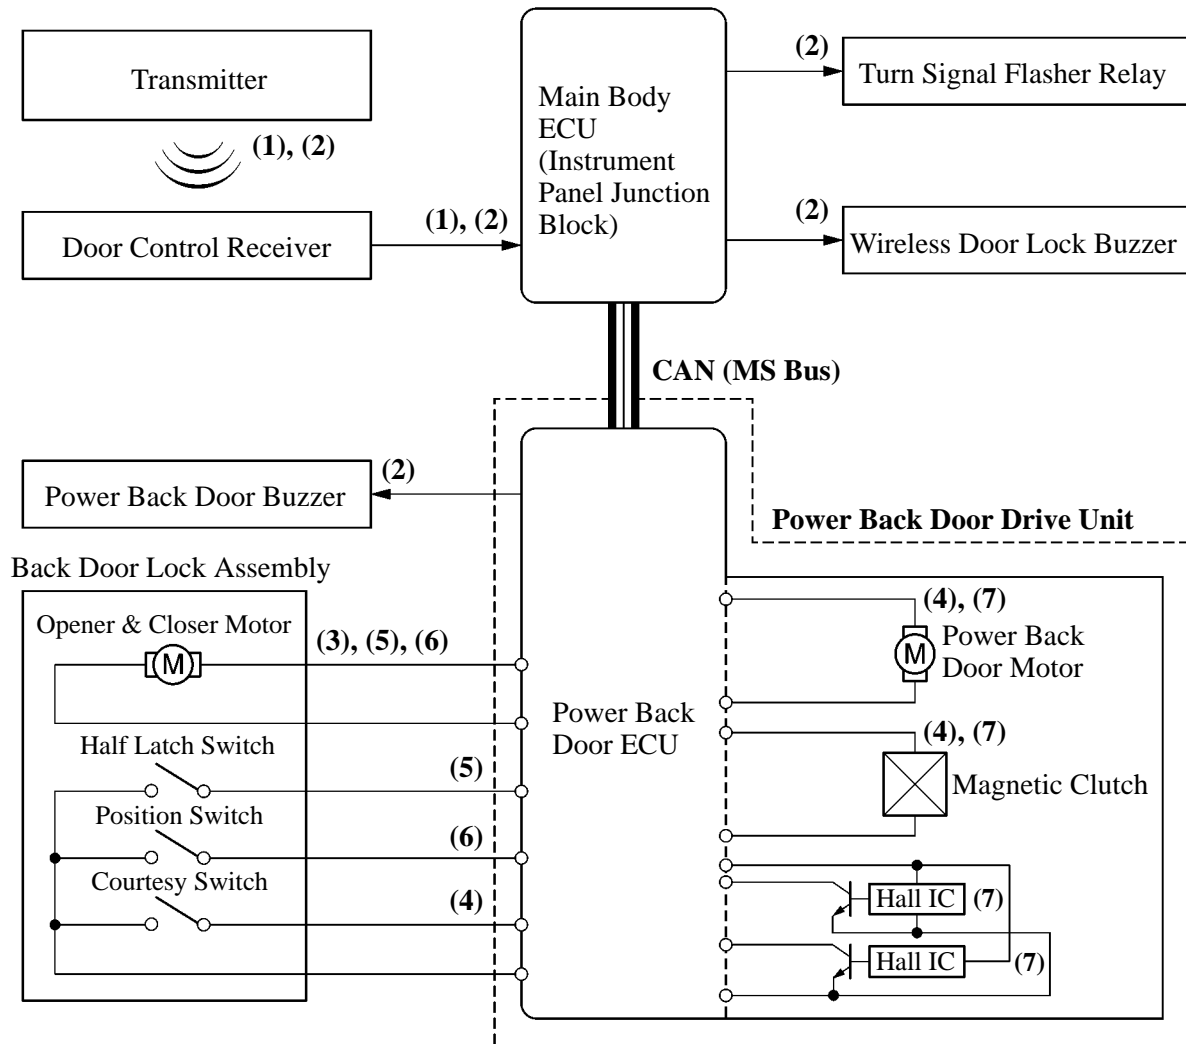 Transmitter
(1), (2)
Door Control Receiver
(1), (2)
Main Body
ECU
(Instrument
Panel Junction
Block)
(2)
Turn Signal Flasher Relay
(2)
Wireless Door Lock Buzzer
CAN (MS Bus)
(2)
Power Back Door Buzzer
Power Back Door Drive Unit
Back Door Lock Assembly
Opener & Closer Motor
M
(3), (5), (6)
Half Latch Switch
(5)
Position Switch
(6)
Courtesy Switch
(4)
Power Back
Door ECU
(4), (7)
M
Power Back
Door Motor
(4), (7)
Magnetic Clutch
Hall IC
(7)
Hall IC
(7)